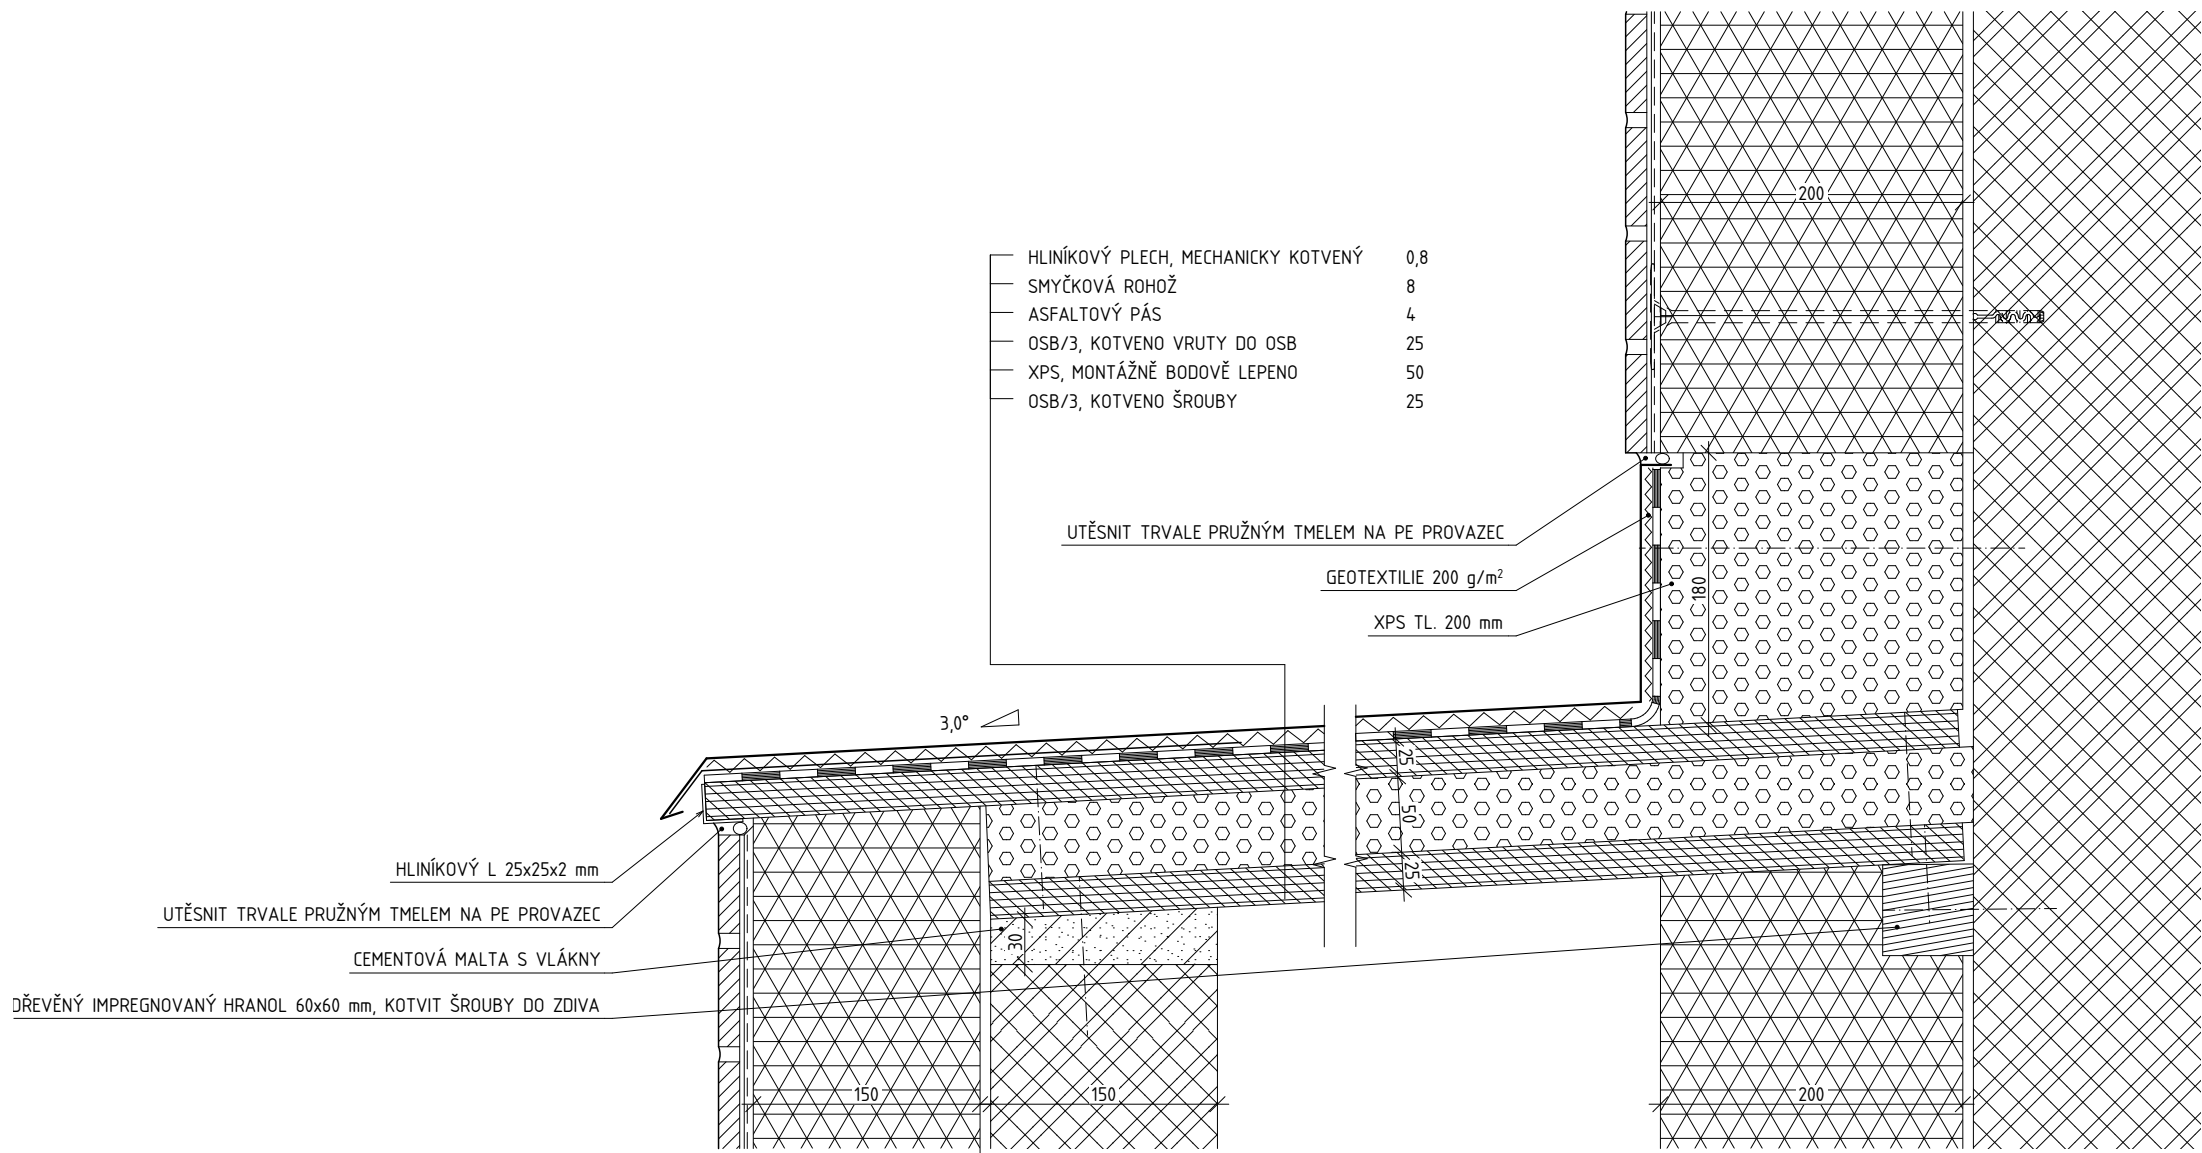 200
HLINÍKOVÝ PLECH, MECHANICKY KOTVENÝ 0,8
SMYČKOVÁ ROHOŽ 8
ASFALTOVÝ PÁS 4
OSB/3, KOTVENO VRUTY DO OSB 25
XPS, MONTÁŽNĚ BODOVĚ LEPENO 50
OSB/3, KOTVENO ŠROUBY 25
UTĚSNIT TRVALE PRUŽNÝM TMELEM NA PE PROVAZEC
GEOTEXTILIE 200 g/m²
XPS TL. 200 mm
180
3,0°
25
50
25
HLINÍKOVÝ L 25x25x2 mm
UTĚSNIT TRVALE PRUŽNÝM TMELEM NA PE PROVAZEC
30
CEMENTOVÁ MALTA S VLÁKNY
DŘEVĚNÝ IMPREGNOVANÝ HRANOL 60x60 mm, KOTVIT ŠROUBY DO ZDIVA
150 150 200